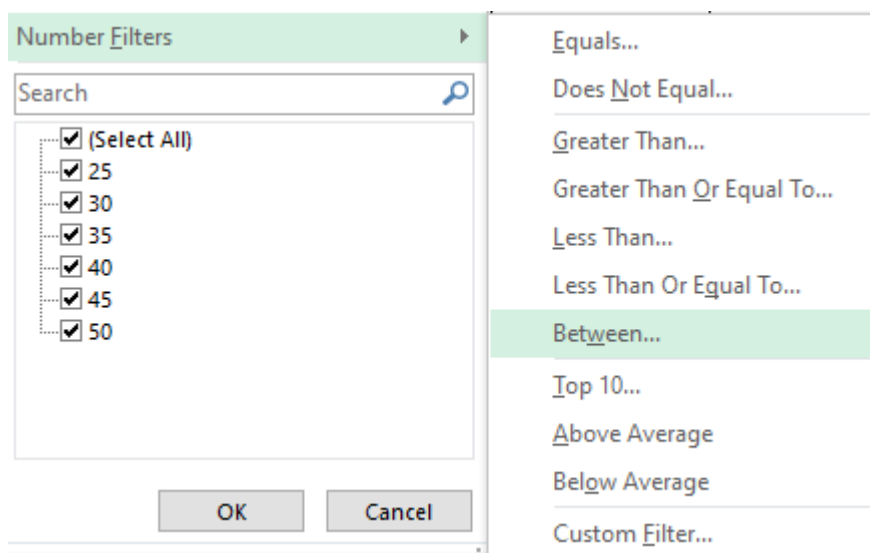 Number Filters
Search
(Select All)
25
30
35
40
45
50
OK Cancel
Equals...
Does Not Equal...
Greater Than...
Greater Than Or Equal To...
Less Than...
Less Than Or Equal To...
Between...
Top 10...
Above Average
Below Average
Custom Filter...